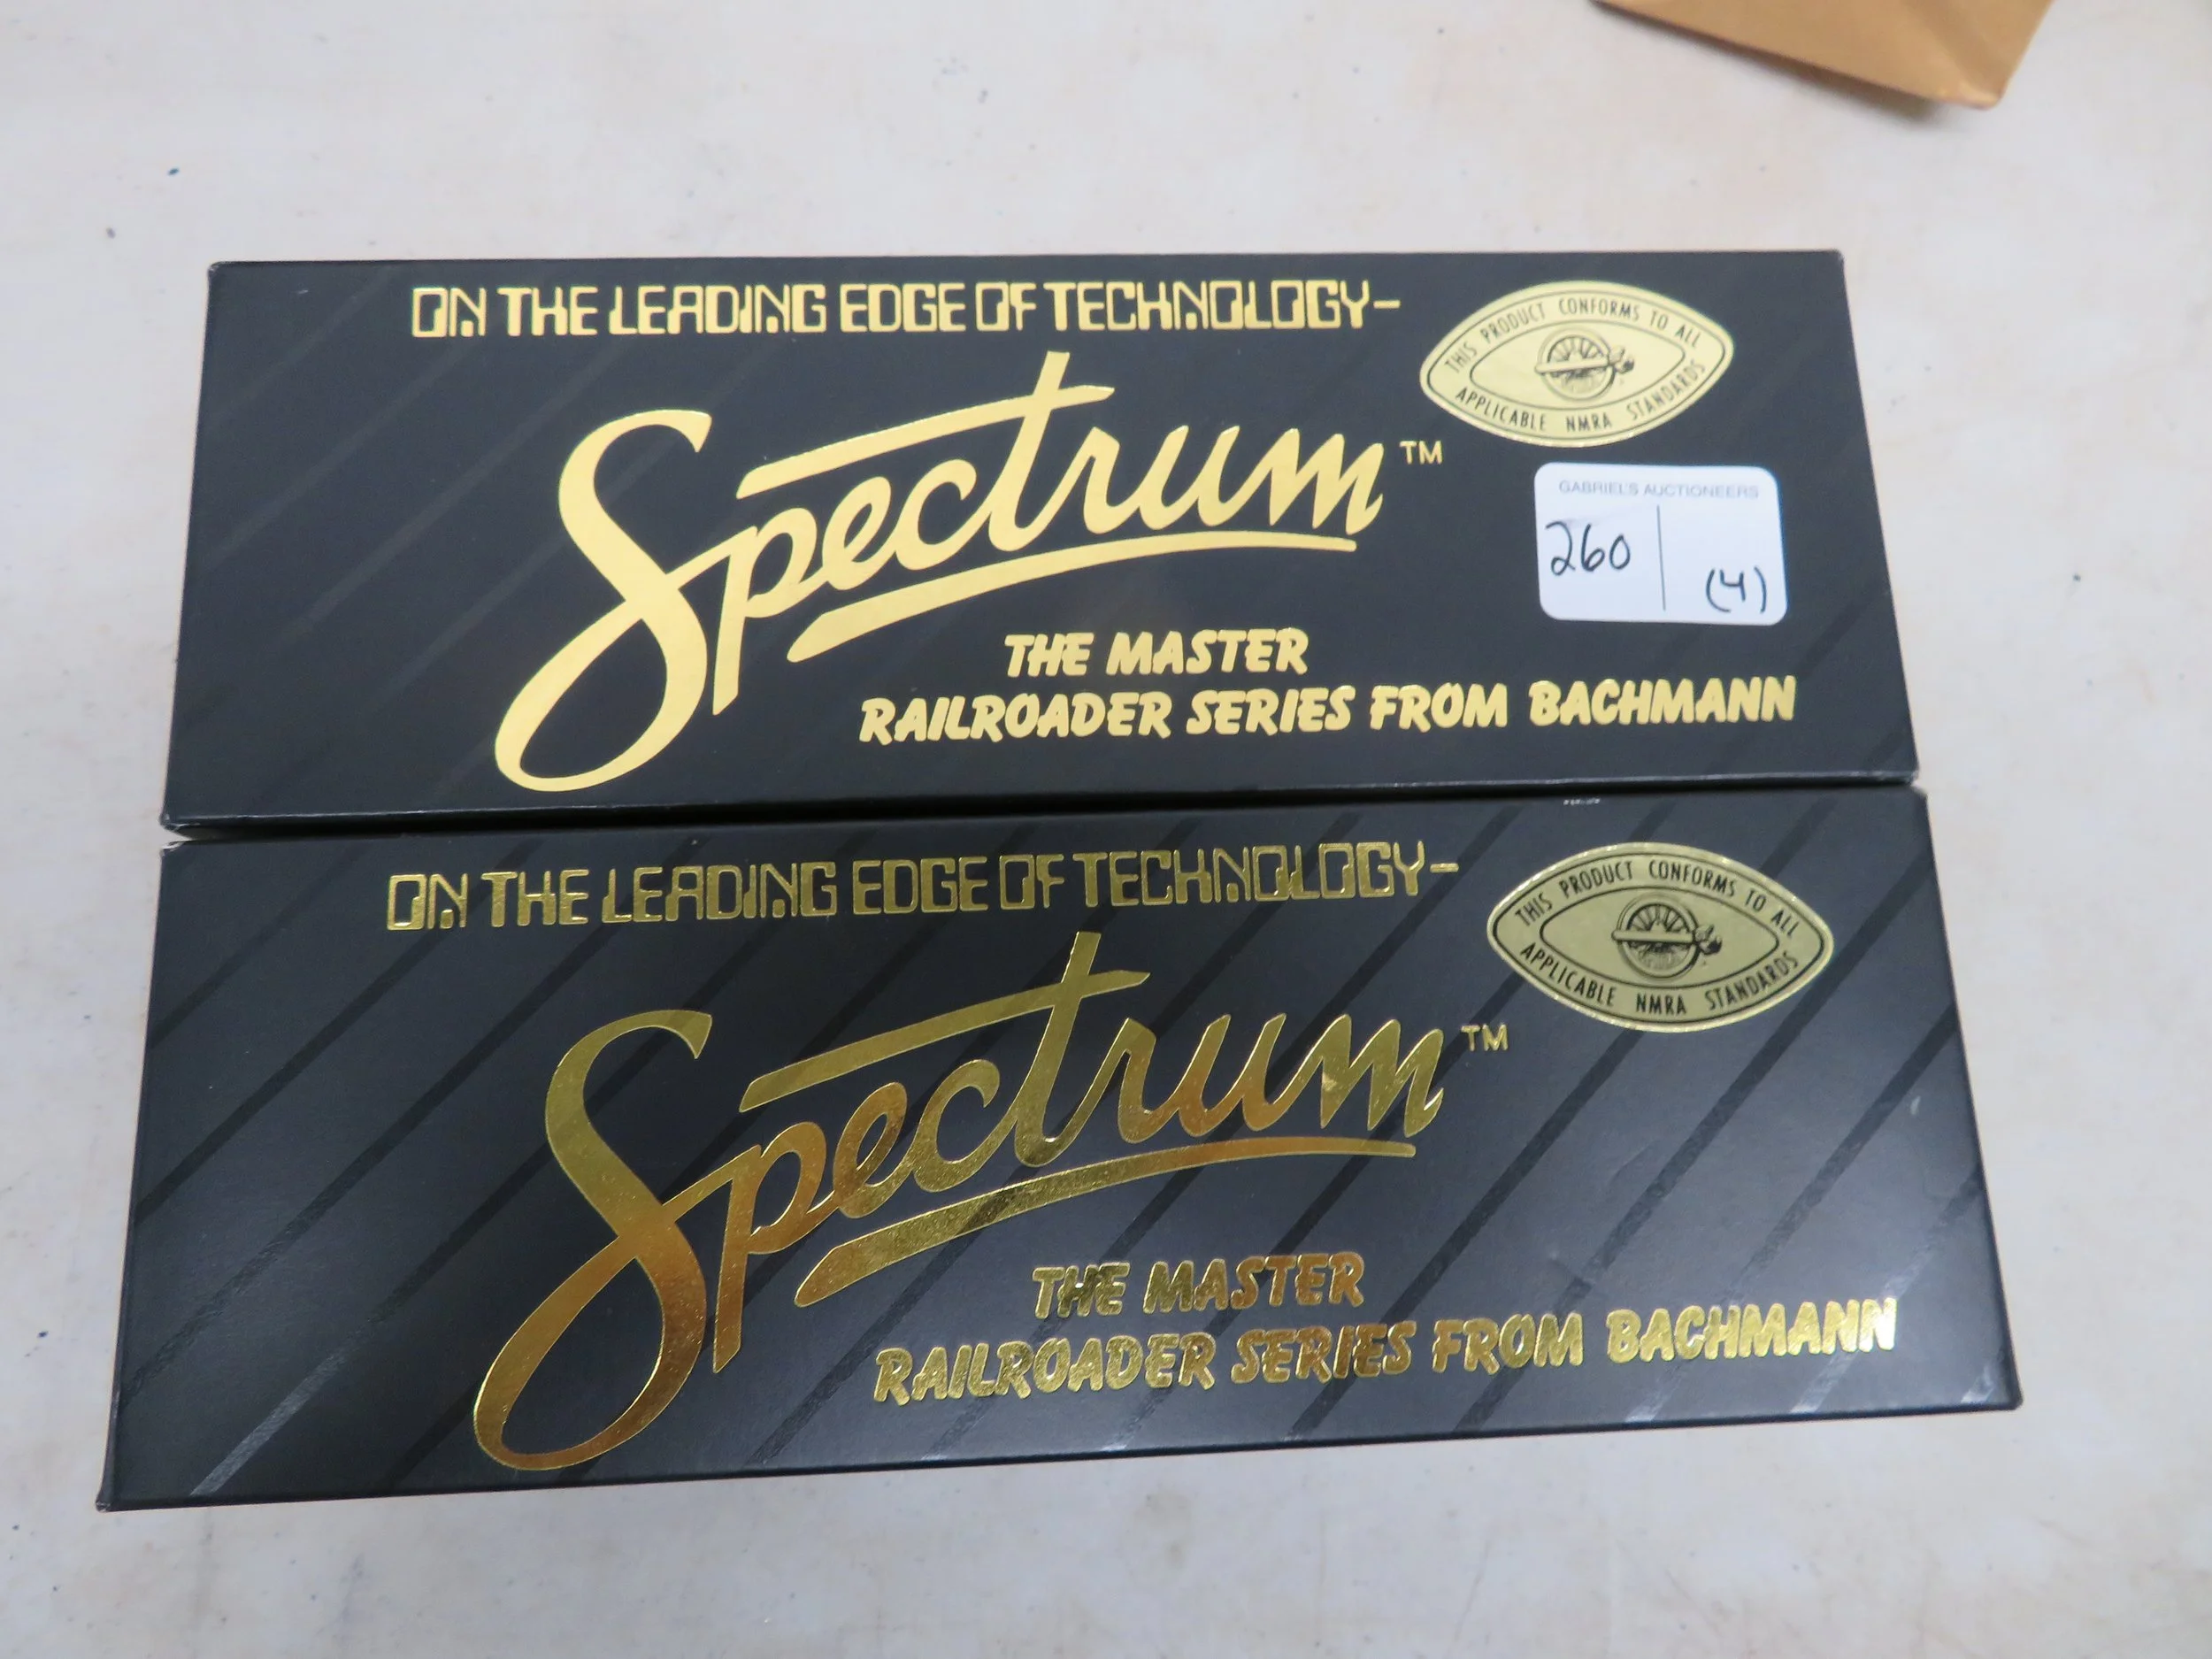 ON THE LEADING EDGE OF TECHNOLOGY-
THIS PRODUCT CONFORMS TO ALL
APPLICABLE NMRA STANDARDS
Spectrum™
GABRIEL'S AUCTIONEERS
260 (4)
THE MASTER
RAILROADER SERIES FROM BACHMANN
ON THE LEADING EDGE OF TECHNOLOGY-
THIS PRODUCT CONFORMS TO ALL
APPLICABLE NMRA STANDARDS
Spectrum™
THE MASTER
RAILROADER SERIES FROM BACHMANN